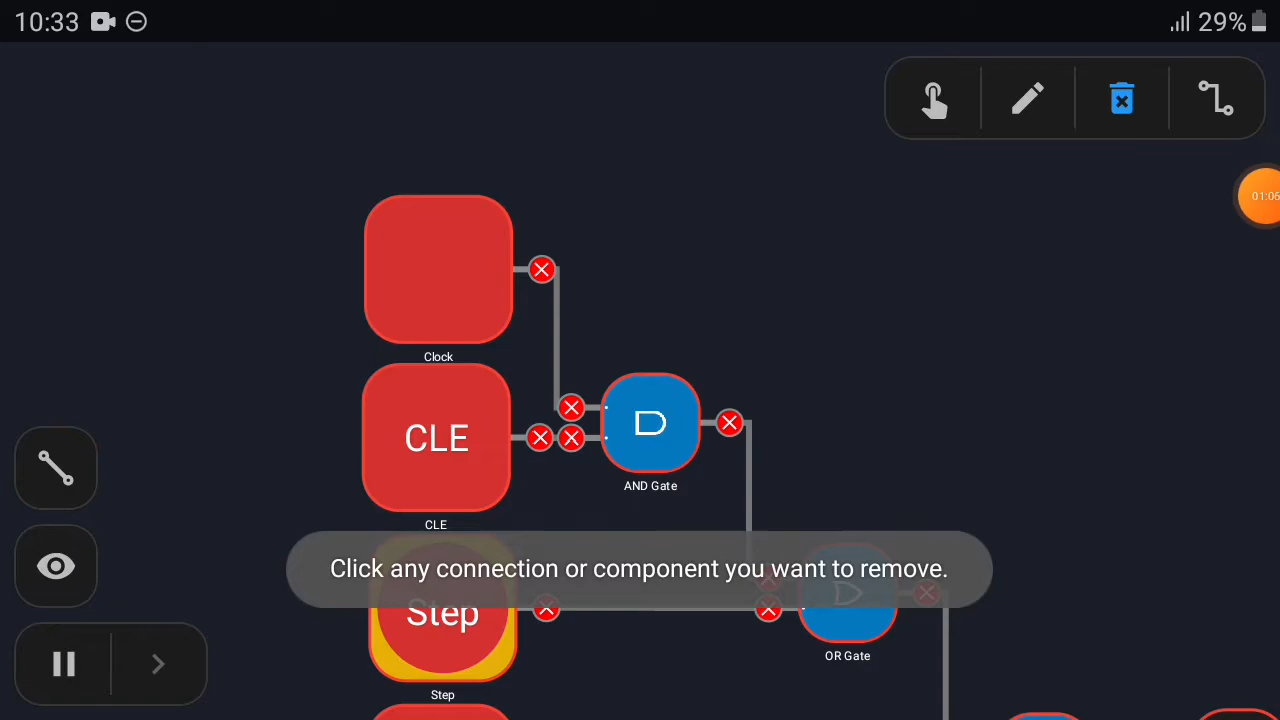 10:33
29%
01:06
Clock
CLE
CLE
AND Gate
Click any connection or component you want to remove.
Step
OR Gate
Step